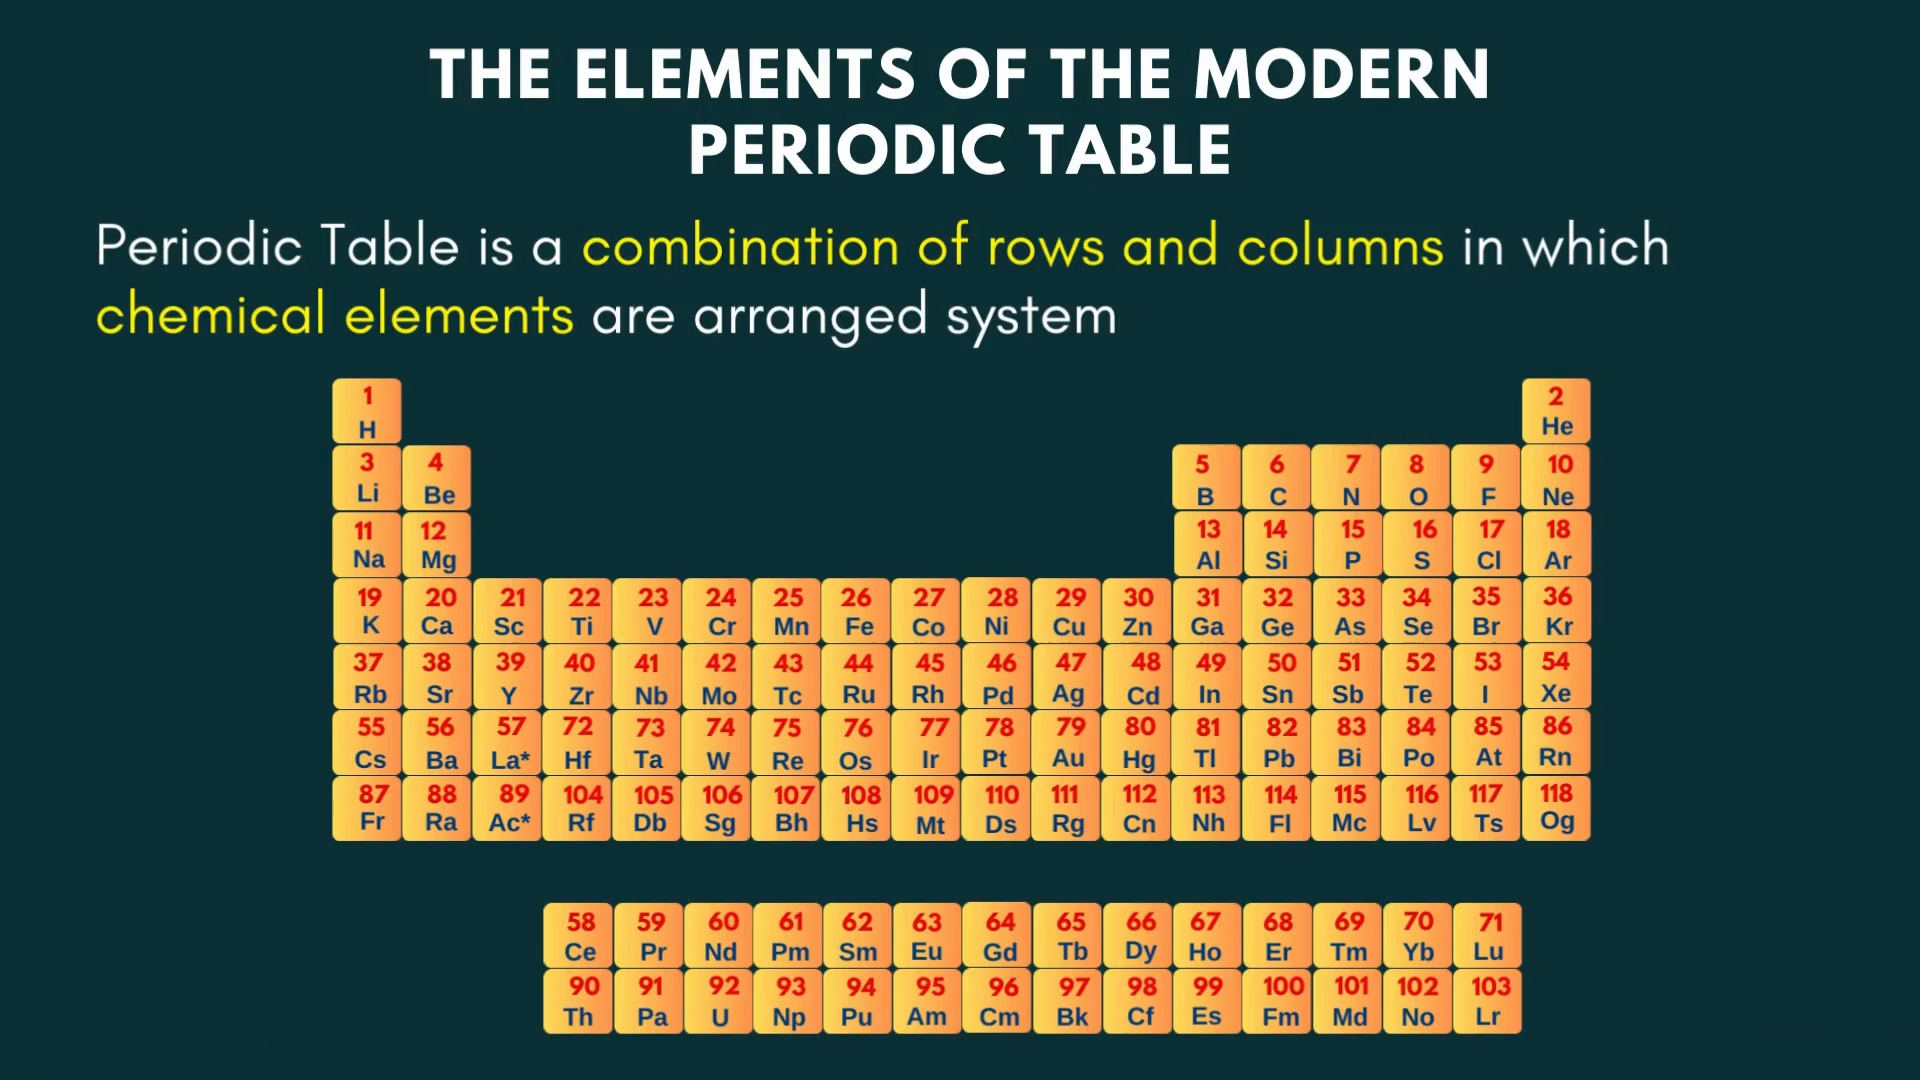 THE ELEMENTS OF THE MODERN
PERIODIC TABLE
Periodic Table is a combination of rows and columns in which
chemical elements are arranged system
1 2
H He
3 4 5 6 7 8 9 10
Li Be B C N O F Ne
11 12 13 14 15 16 17 18
Na Mg Al Si P S Cl Ar
19 20 21 22 23 24 25 26 27 28 29 30 31 32 33 34 35 36
K Ca Sc Ti V Cr Mn Fe Co Ni Cu Zn Ga Ge As Se Br Kr
37 38 39 40 41 42 43 44 45 46 47 48 49 50 51 52 53 54
Rb Sr Y Zr Nb Mo Tc Ru Rh Pd Ag Cd In Sn Sb Te I Xe
55 56 57 72 73 74 75 76 77 78 79 80 81 82 83 84 85 86
Cs Ba La* Hf Ta W Re Os Ir Pt Au Hg Tl Pb Bi Po At Rn
87 88 89 104 105 106 107 108 109 110 111 112 113 114 115 116 117 118
Fr Ra Ac* Rf Db Sg Bh Hs Mt Ds Rg Cn Nh Fl Mc Lv Ts Og
58 59 60 61 62 63 64 65 66 67 68 69 70 71
Ce Pr Nd Pm Sm Eu Gd Tb Dy Ho Er Tm Yb Lu
90 91 92 93 94 95 96 97 98 99 100 101 102 103
Th Pa U Np Pu Am Cm Bk Cf Es Fm Md No Lr